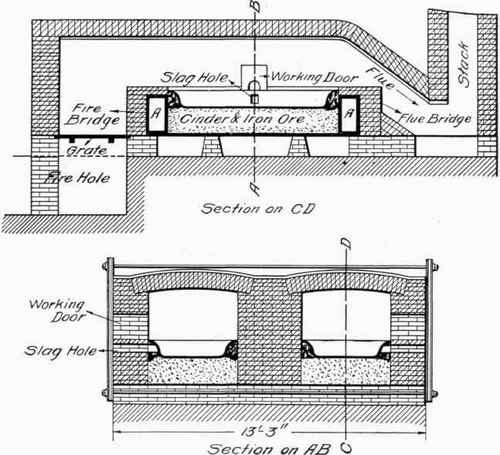 B
Stack
Flue
Slag Hole
Working Door
Fire Bridge
A
Cinder & Iron Ore
A
Flue Bridge
Grate
Fire Hole
A
Section on CD
D
Working Door
Slag Hole
13'-3"
Section on AB
C